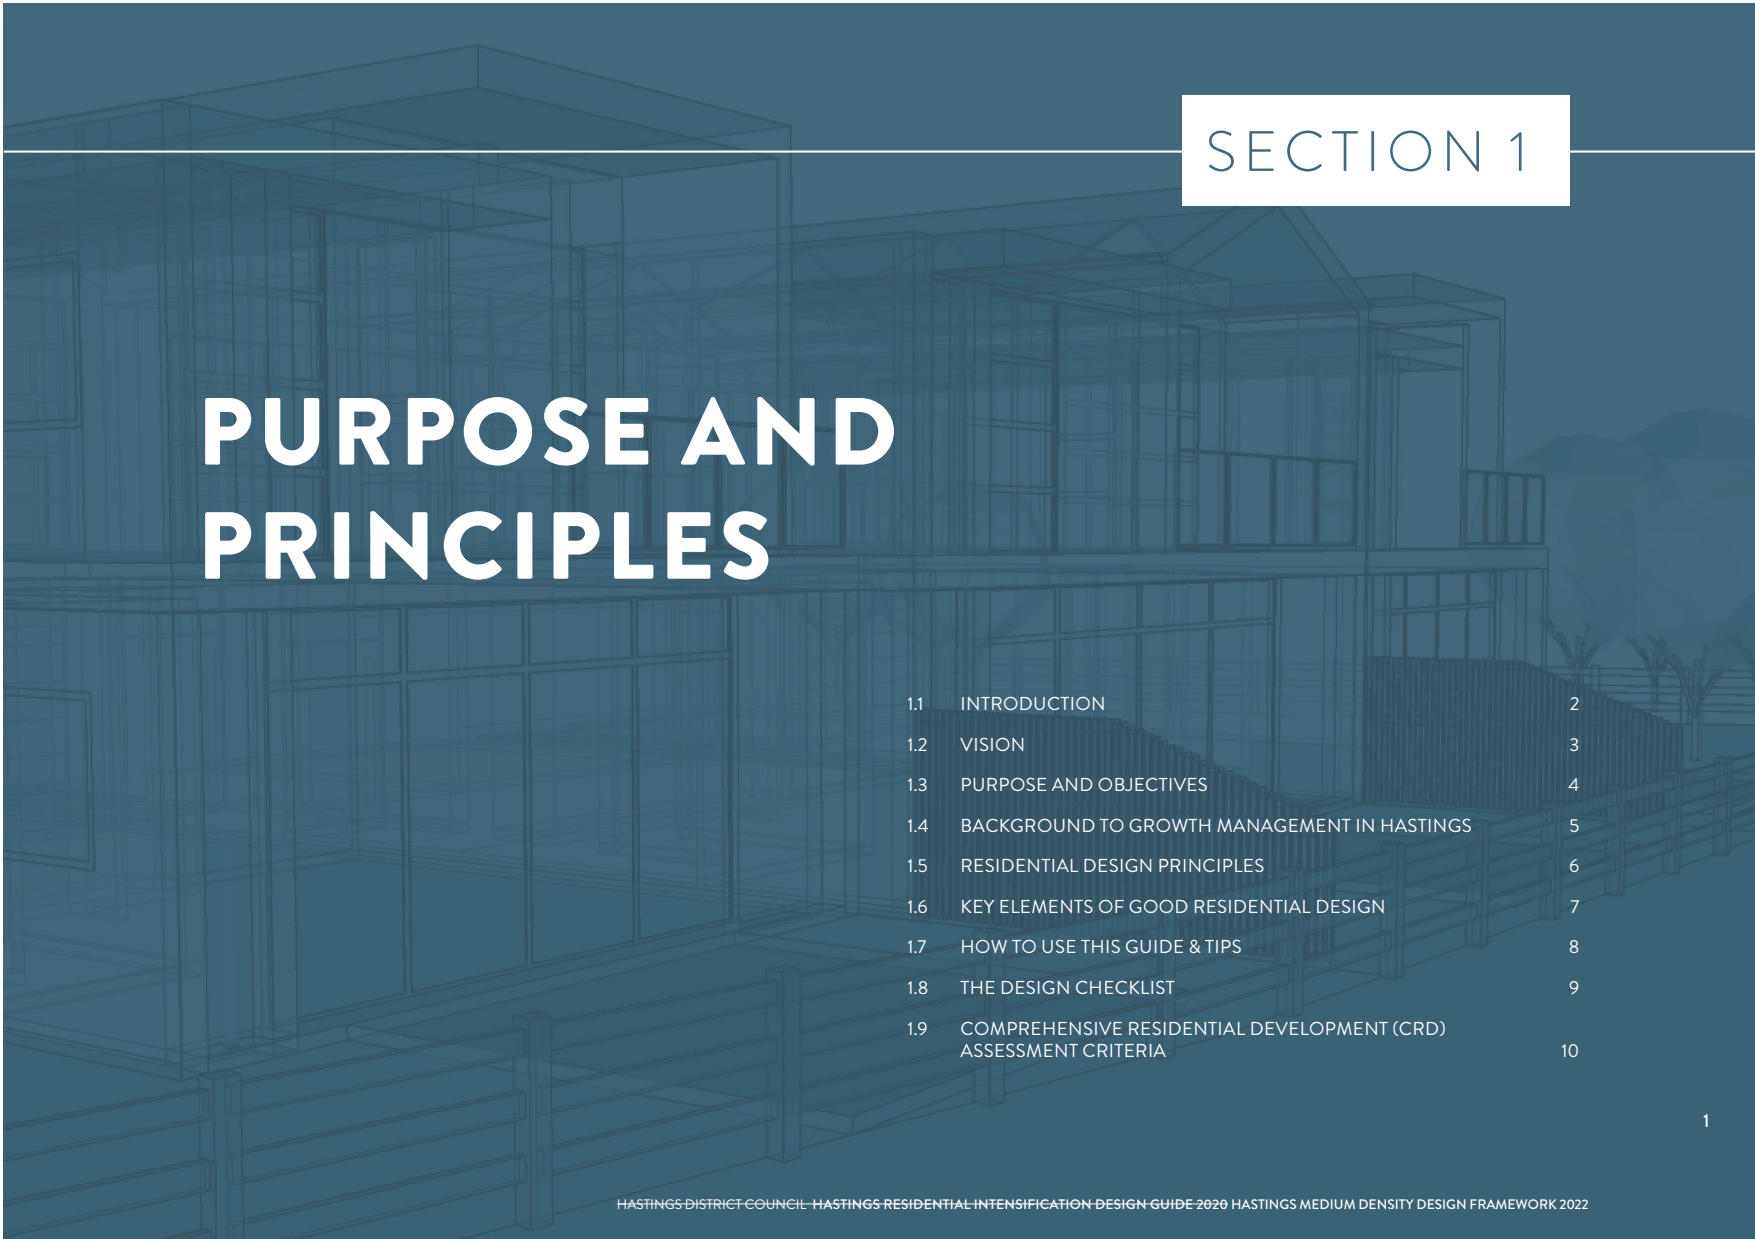 SECTION 1
PURPOSE AND
PRINCIPLES
1.1 INTRODUCTION 2
1.2 VISION 3
1.3 PURPOSE AND OBJECTIVES 4
1.4 BACKGROUND TO GROWTH MANAGEMENT IN HASTINGS 5
1.5 RESIDENTIAL DESIGN PRINCIPLES 6
1.6 KEY ELEMENTS OF GOOD RESIDENTIAL DESIGN 7
1.7 HOW TO USE THIS GUIDE & TIPS 8
1.8 THE DESIGN CHECKLIST 9
1.9 COMPREHENSIVE RESIDENTIAL DEVELOPMENT (CRD)
ASSESSMENT CRITERIA 10
1
HASTINGS DISTRICT COUNCIL HASTINGS RESIDENTIAL INTENSIFICATION DESIGN GUIDE 2020 HASTINGS MEDIUM DENSITY DESIGN FRAMEWORK 2022